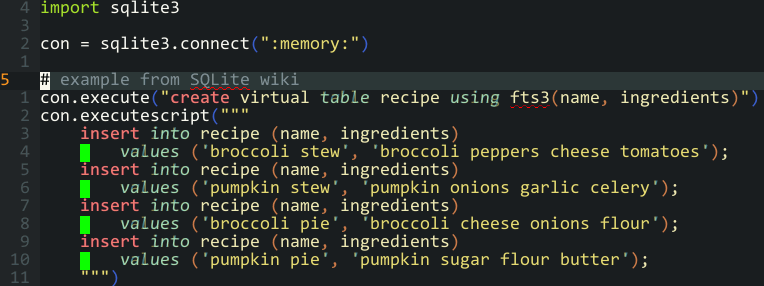 4 import sqlite3
3
2 con = sqlite3.connect(":memory:")
1
5 # example from SQLite wiki
1 con.execute("create virtual table recipe using fts3(name, ingredients)")
2 con.executescript("""
3 insert into recipe (name, ingredients)
4 values ('broccoli stew', 'broccoli peppers cheese tomatoes');
5 insert into recipe (name, ingredients)
6 values ('pumpkin stew', 'pumpkin onions garlic celery');
7 insert into recipe (name, ingredients)
8 values ('broccoli pie', 'broccoli cheese onions flour');
9 insert into recipe (name, ingredients)
10 values ('pumpkin pie', 'pumpkin sugar flour butter');
11 """)